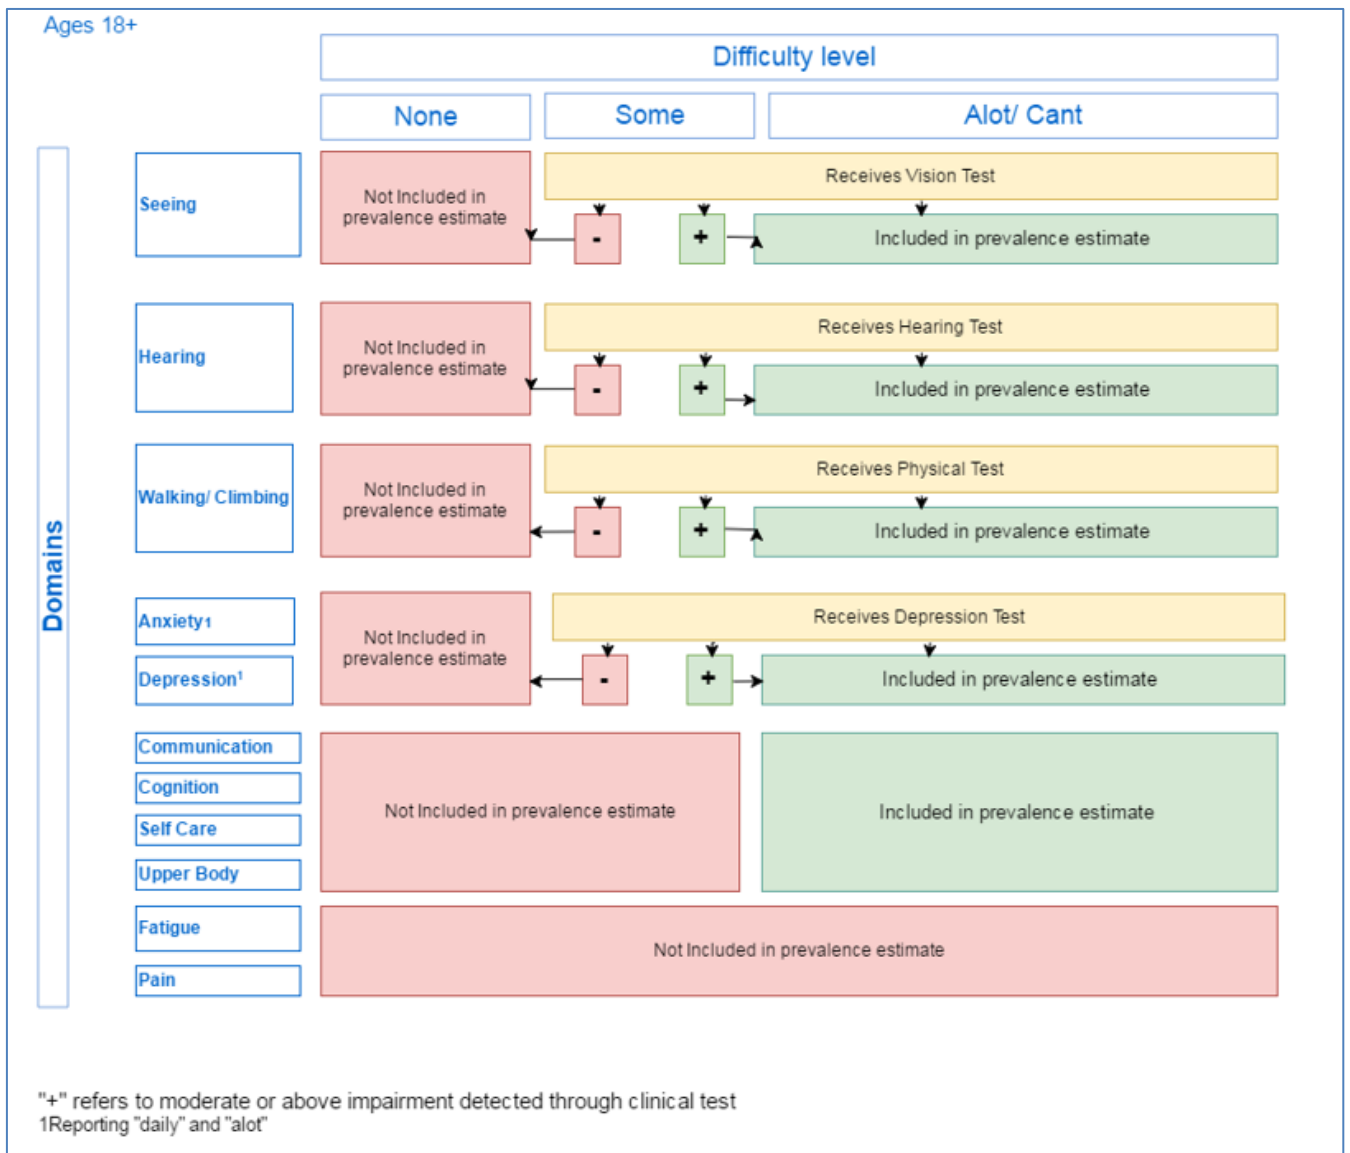 Ages 18+
Difficulty level
None
Some
Alot/ Cant
Domains
Seeing
Not Included in
prevalence estimate
Receives Vision Test
-
+
Included in prevalence estimate
Hearing
Not Included in
prevalence estimate
Receives Hearing Test
-
+
Included in prevalence estimate
Walking/ Climbing
Not Included in
prevalence estimate
Receives Physical Test
-
+
Included in prevalence estimate
Anxiety1
Depression¹
Not Included in
prevalence estimate
Receives Depression Test
-
+
Included in prevalence estimate
Communication
Cognition
Self Care
Upper Body
Not Included in prevalence estimate
Included in prevalence estimate
Fatigue
Pain
Not Included in prevalence estimate
"+" refers to moderate or above impairment detected through clinical test
1Reporting "daily" and "alot"